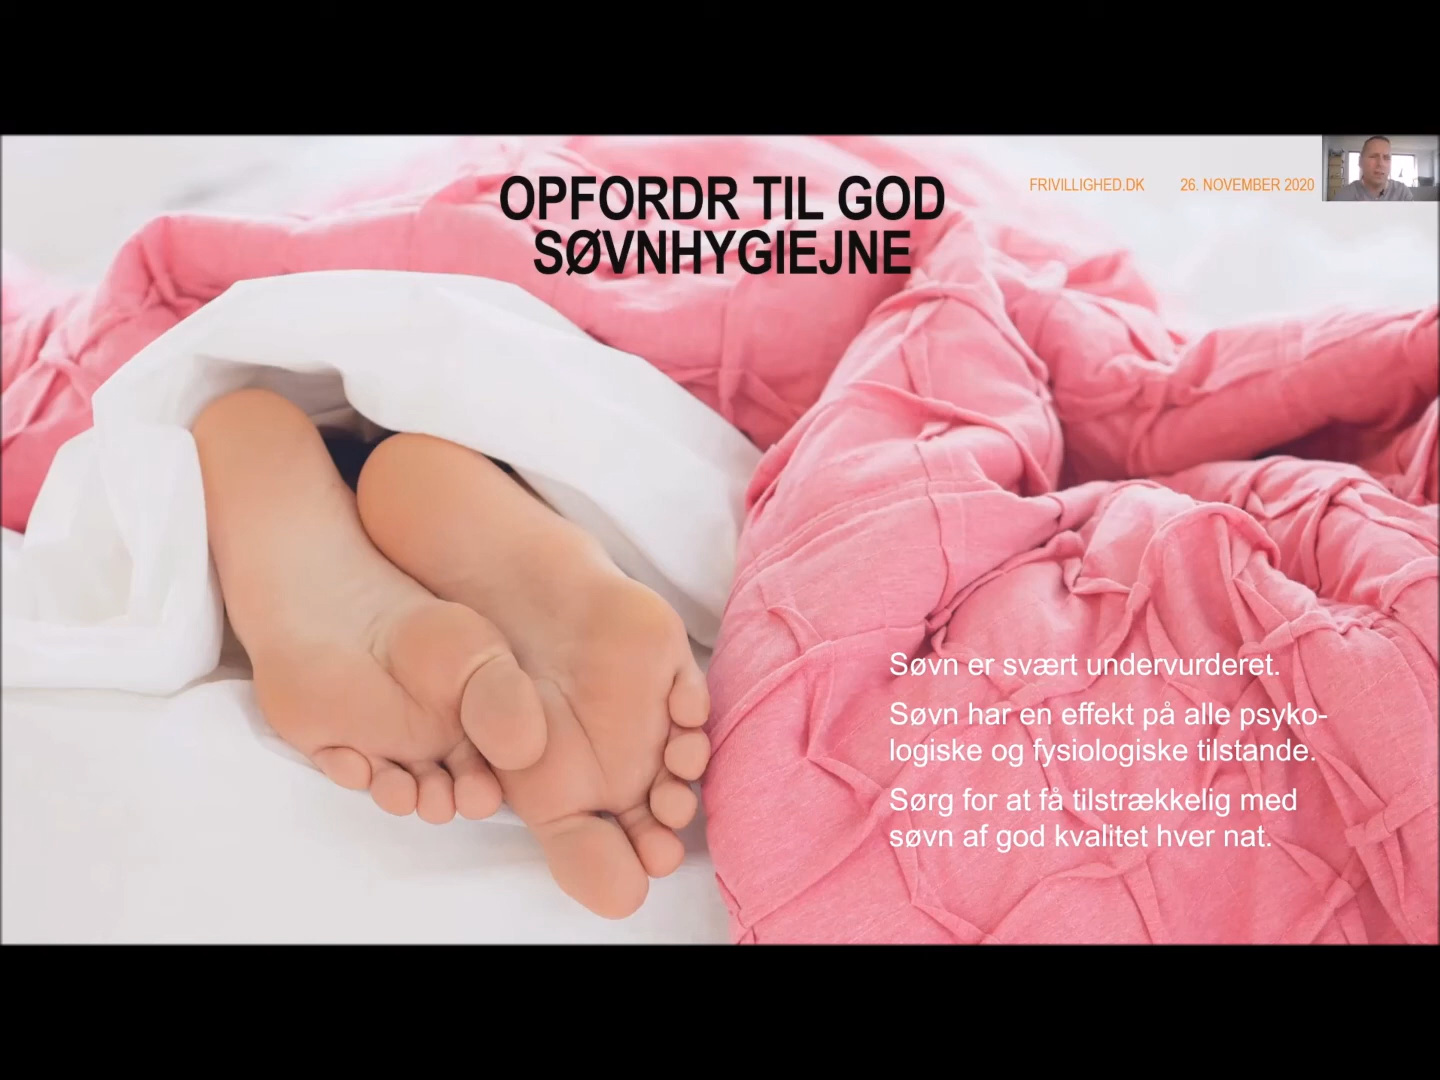 OPFORDR TIL GOD
SØVNHYGIEJNE
FRIVILLIGHED.DK 26. NOVEMBER 2020
Søvn er svært undervurderet.
Søvn har en effekt på alle psyko-
logiske og fysiologiske tilstande.
Sørg for at få tilstrækkelig med
søvn af god kvalitet hver nat.